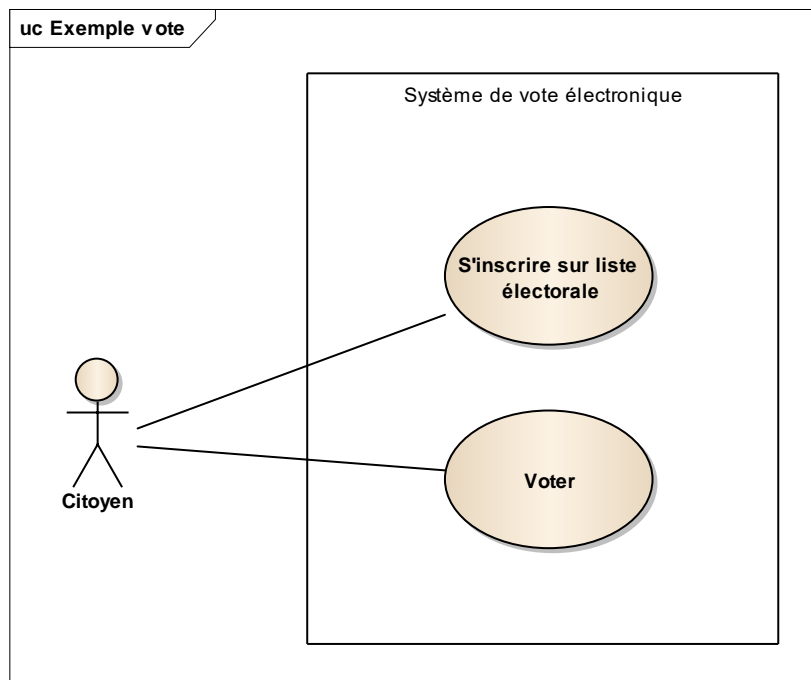 uc Exemple vote
Système de vote électronique
S'inscrire sur liste
électorale
Voter
Citoyen